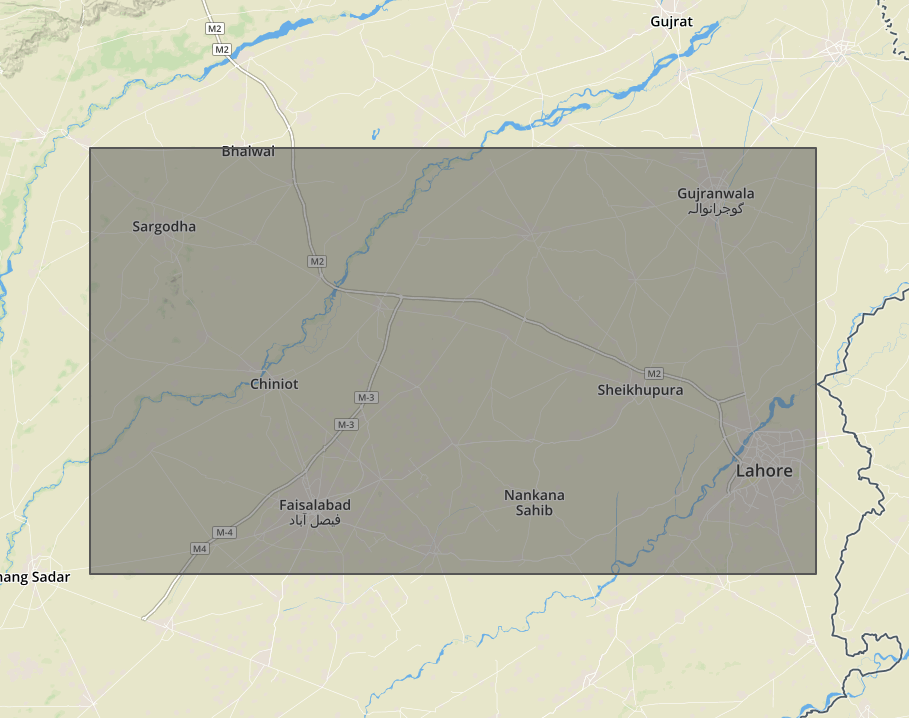 M2
Gujrat
M2
Bhalwal
Gujranwala
گوجرانوالہ
Sargodha
M2
M2
Chiniot
Sheikhupura
M-3
M-3
Lahore
Nankana
Sahib
Faisalabad
فیصل آباد
M-4
M4
hang Sadar